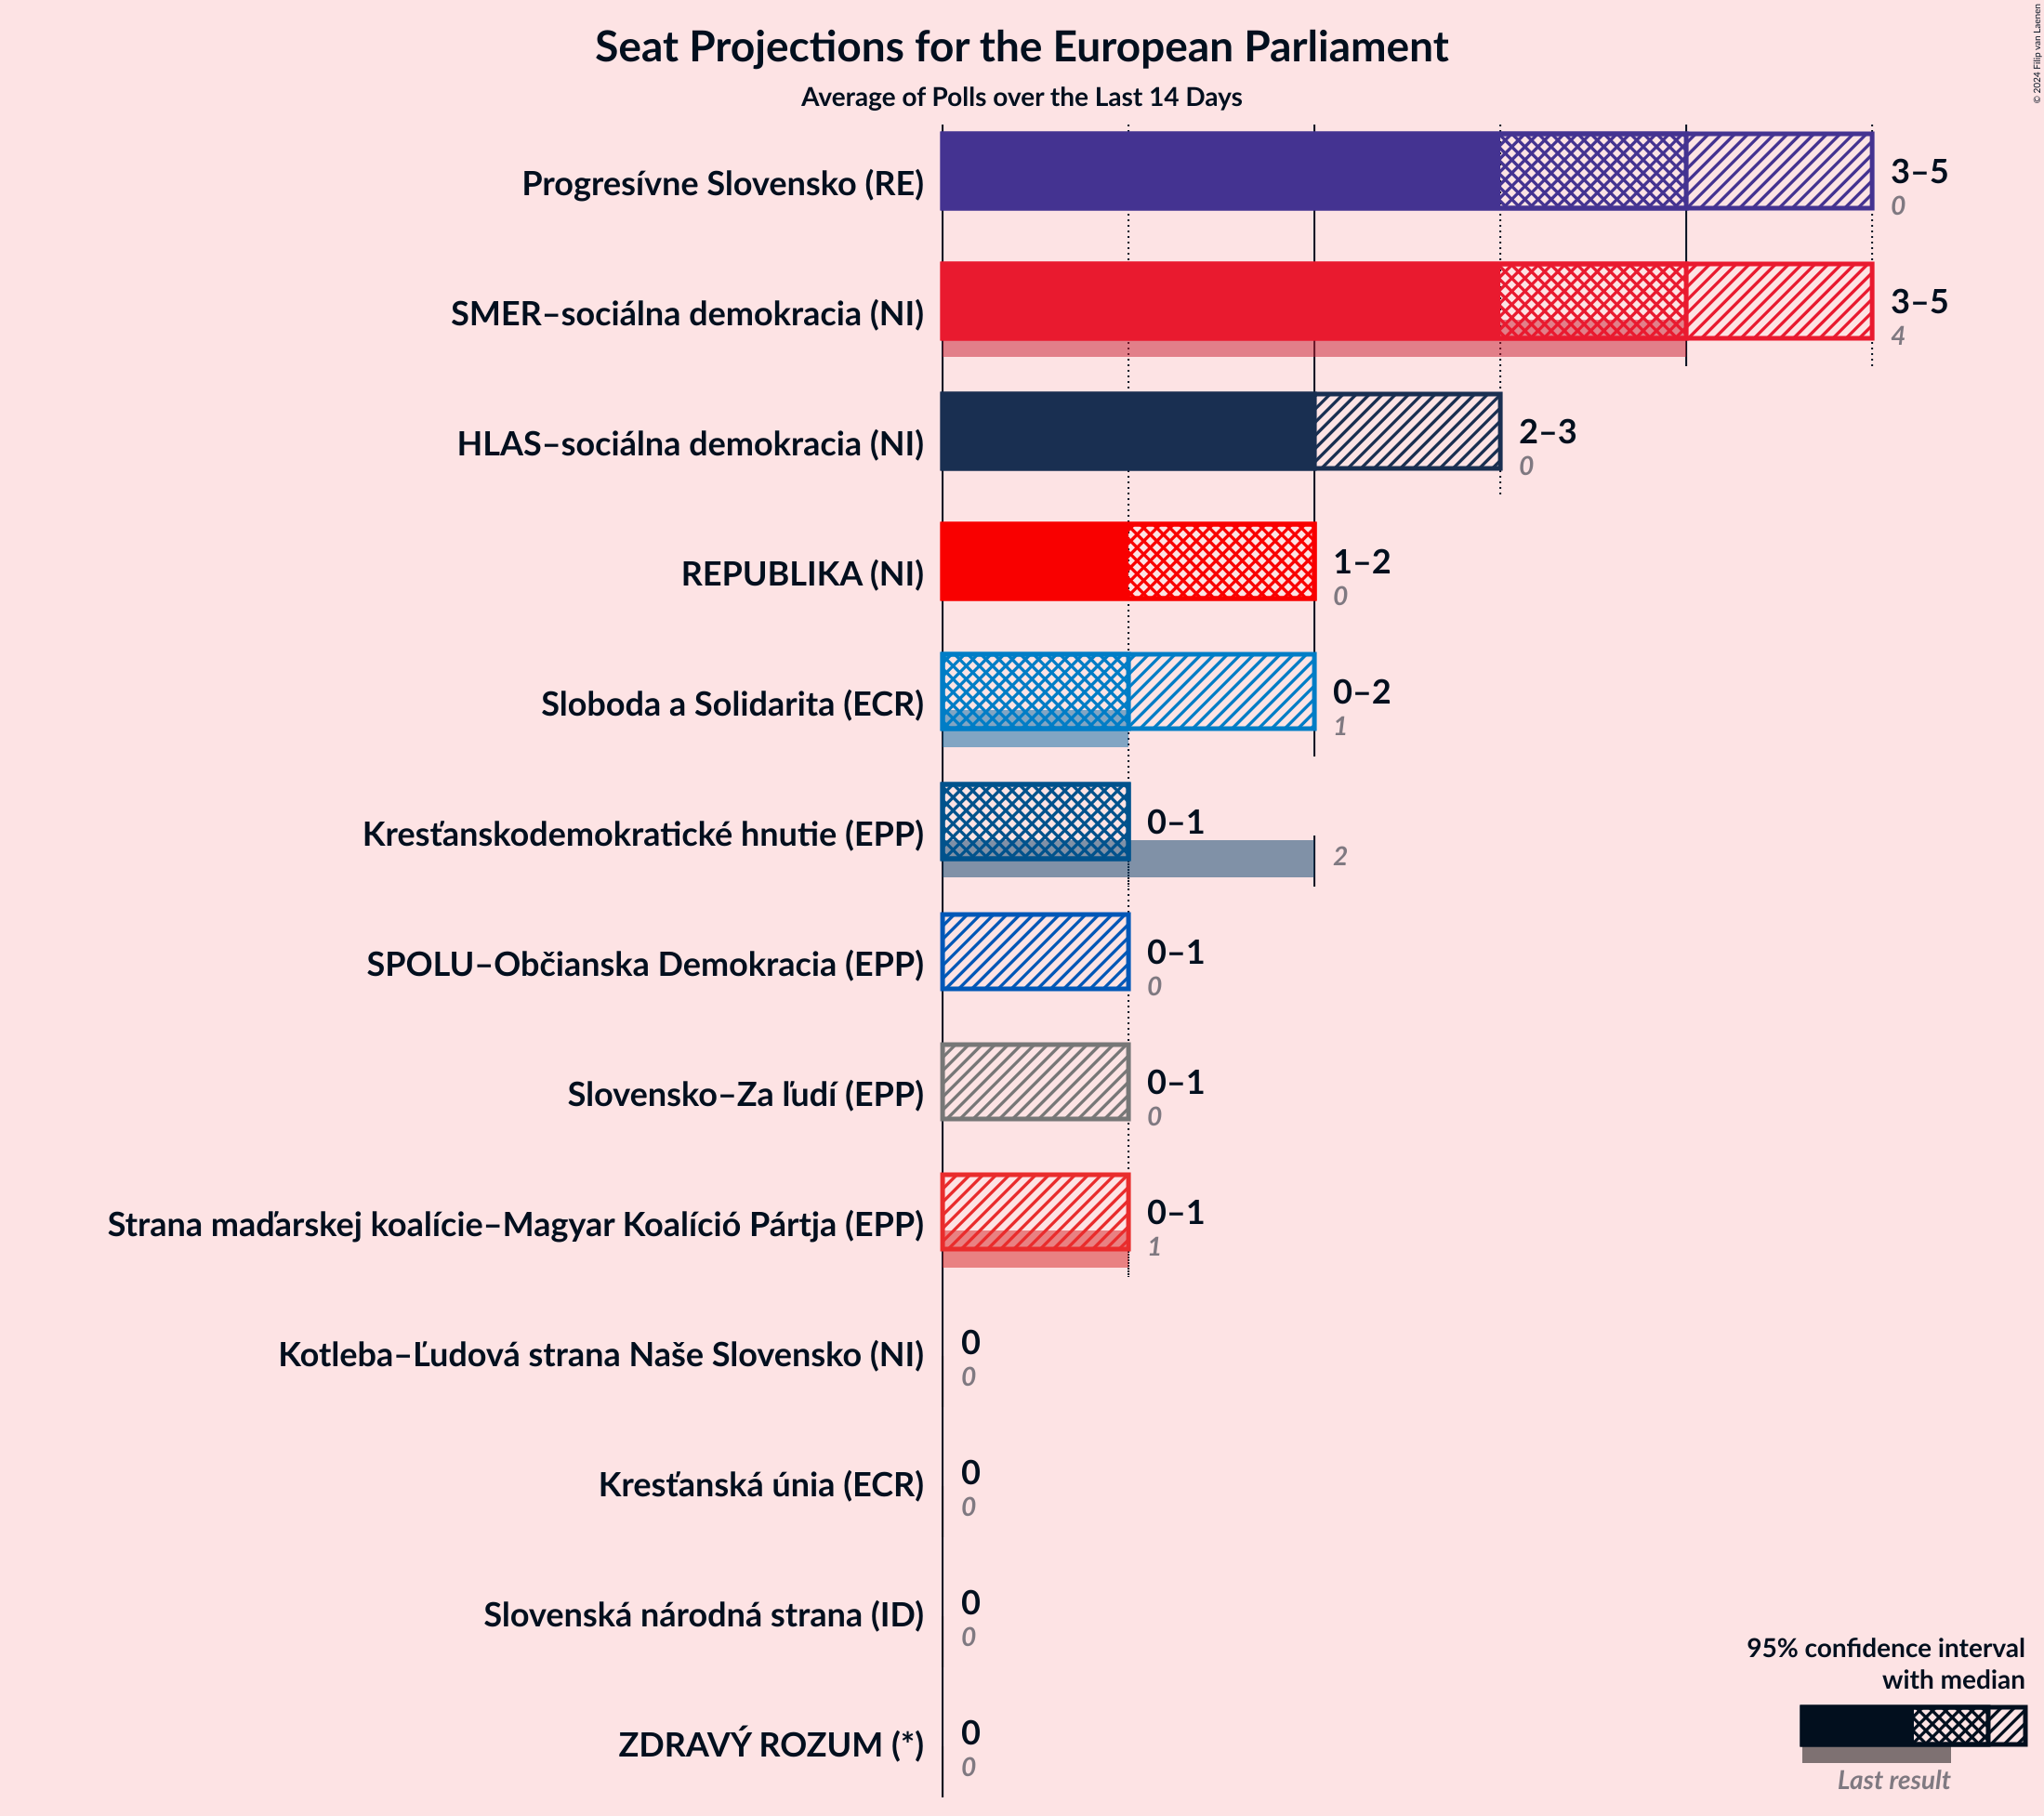 Seat Projections for the European Parliament
Average of Polls over the Last 14 Days
© 2024 Filip van Laenen
Progresívne Slovensko (RE)
3–5
0
SMER–sociálna demokracia (NI)
3–5
4
HLAS–sociálna demokracia (NI)
2–3
0
REPUBLIKA (NI)
1–2
0
Sloboda a Solidarita (ECR)
0–2
1
Kresťanskodemokratické hnutie (EPP)
0–1
2
SPOLU–Občianska Demokracia (EPP)
0–1
0
Slovensko–Za ľudí (EPP)
0–1
0
Strana maďarskej koalície–Magyar Koalíció Pártja (EPP)
0–1
1
Kotleba–Ľudová strana Naše Slovensko (NI)
0
0
Kresťanská únia (ECR)
0
0
Slovenská národná strana (ID)
0
0
ZDRAVÝ ROZUM (*)
0
0
95% confidence interval
with median
Last result